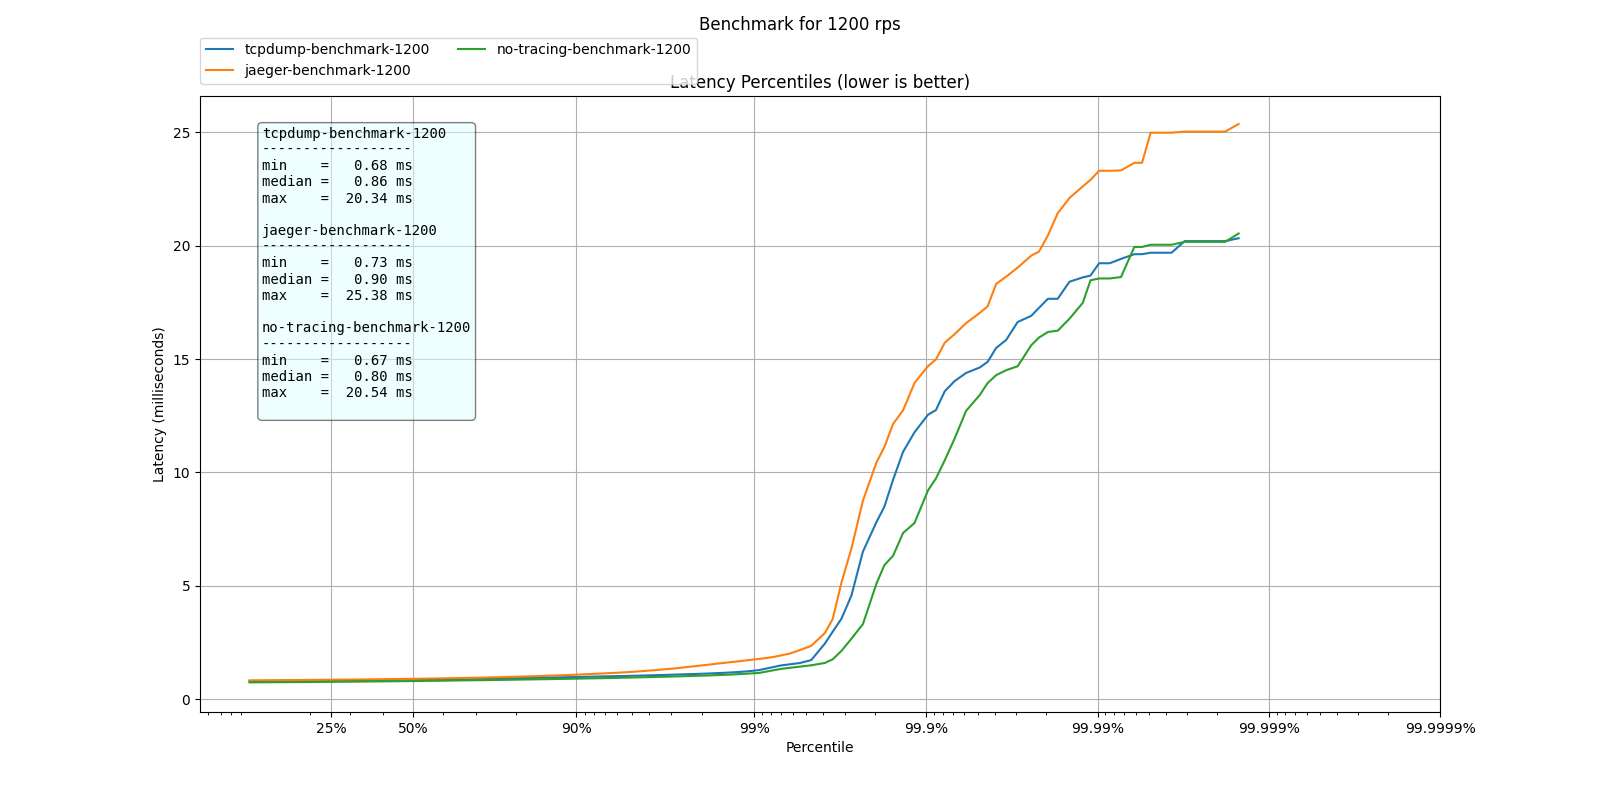 Benchmark for 1200 rps
tcpdump-benchmark-1200
jaeger-benchmark-1200
no-tracing-benchmark-1200
Latency Percentiles (lower is better)
tcpdump-benchmark-1200
------------------
min    =   0.68 ms
median =   0.86 ms
max    =  20.34 ms
jaeger-benchmark-1200
------------------
min    =   0.73 ms
median =   0.90 ms
max    =  25.38 ms
no-tracing-benchmark-1200
------------------
min    =   0.67 ms
median =   0.80 ms
max    =  20.54 ms
Latency (milliseconds)
25
20
15
10
5
0
25% 50% 90% 99% 99.9% 99.99% 99.999% 99.9999%
Percentile